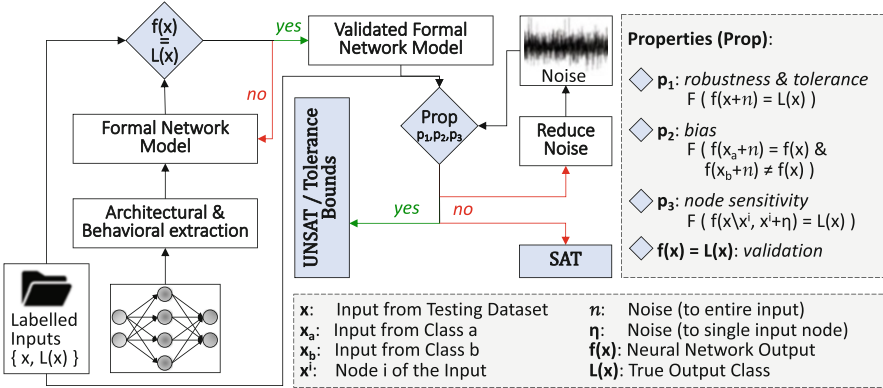 f(x)
=
L(x)
yes
no
Validated Formal
Network Model
Noise
Prop
p₁,p₂,p₃
Reduce
Noise
Formal Network
Model
Architectural &
Behavioral extraction
UNSAT / Tolerance
Bounds
yes
no
SAT
Labelled
Inputs
{ x, L(x) }
Properties (Prop):
p₁: robustness & tolerance
F ( f(x+n) = L(x) )
p₂: bias
F ( f(xₐ+n) = f(x) &
f(x_b+n) ≠ f(x) )
p₃: node sensitivity
F ( f(x\xⁱ, xⁱ+η) = L(x) )
f(x) = L(x): validation
x: Input from Testing Dataset
xₐ: Input from Class a
x_b: Input from Class b
xⁱ: Node i of the Input
n: Noise (to entire input)
η: Noise (to single input node)
f(x): Neural Network Output
L(x): True Output Class